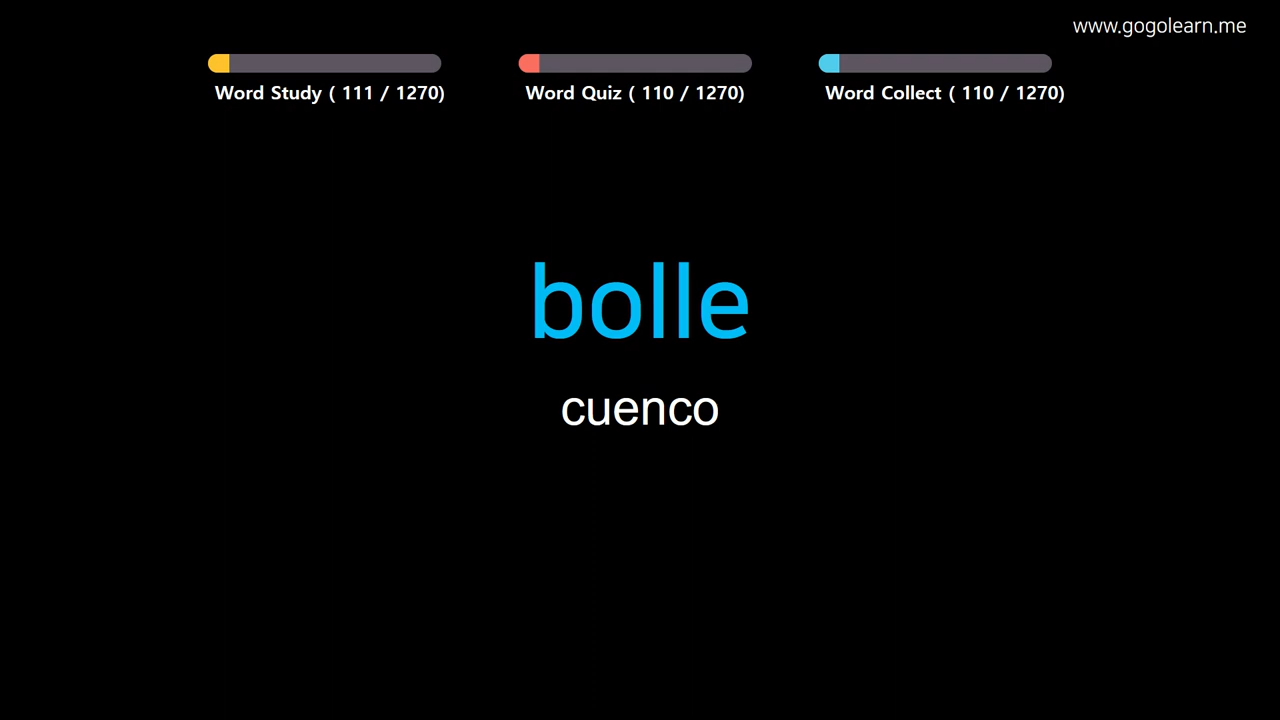 www.gogolearn.me
Word Study ( 111 / 1270)
Word Quiz ( 110 / 1270)
Word Collect ( 110 / 1270)
bolle
cuenco